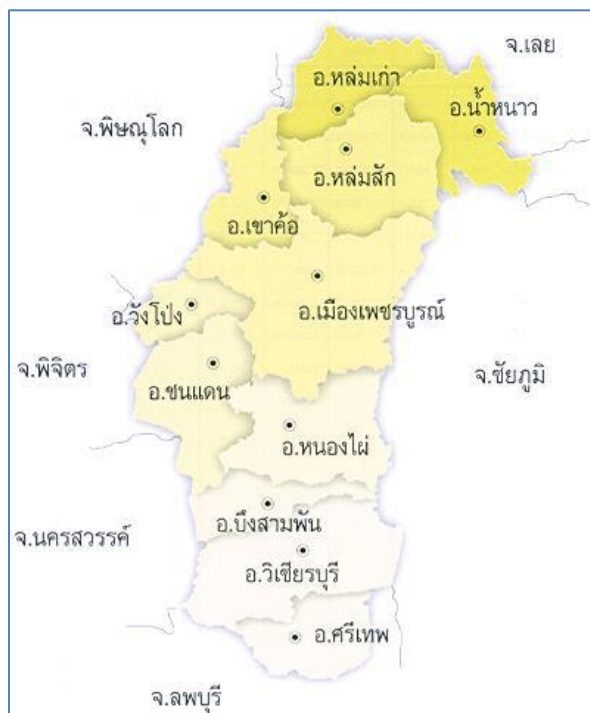 จ.เลย
อ.หล่มเก่า
อ.น้ำหนาว
จ.พิษณุโลก
อ.หล่มสัก
อ.เขาค้อ
อ.วังโป่ง
อ.เมืองเพชรบูรณ์
จ.พิจิตร
จ.ชัยภูมิ
อ.ชนแดน
อ.หนองไผ่
อ.บึงสามพัน
จ.นครสวรรค์
อ.วิเชียรบุรี
อ.ศรีเทพ
จ.ลพบุรี